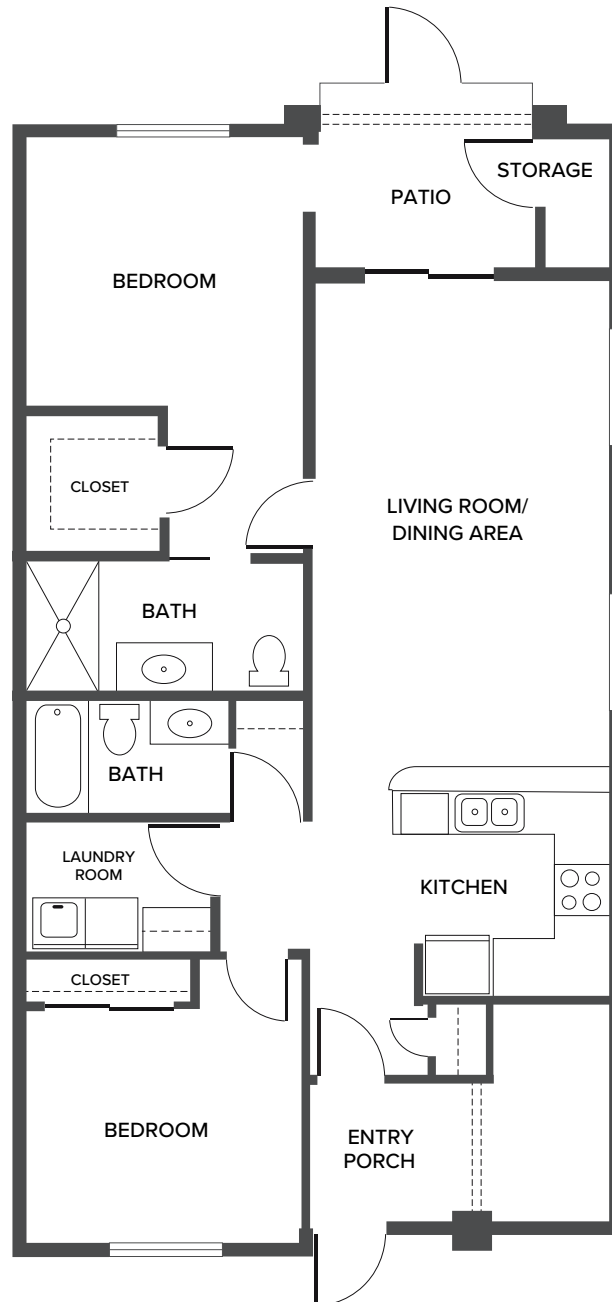 STORAGE
PATIO
BEDROOM
CLOSET
LIVING ROOM/
DINING AREA
BATH
BATH
LAUNDRY
ROOM
KITCHEN
CLOSET
BEDROOM
ENTRY
PORCH